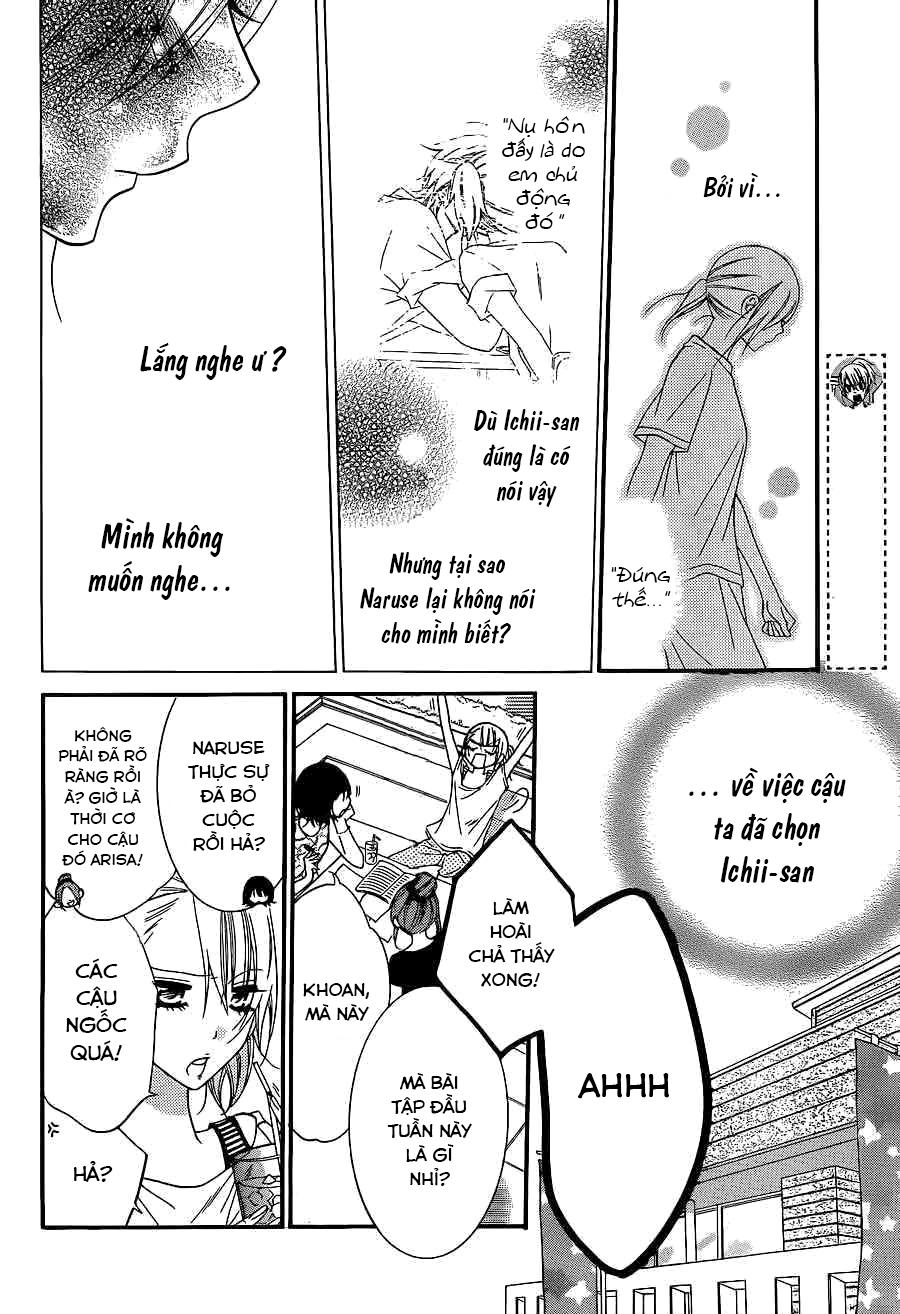 Bởi vì...
"Đúng
thế..."
"Nụ hôn
đấy là do
em chủ
động
đó"
Dù Ichii-san
đúng là có
nói vậy
Nhưng tại sao
Naruse lại không nói
cho mình biết?
Lắng nghe ư?
Mình không
muốn nghe...
... về việc cậu
ta đã chọn
Ichii-san
AHHH
LÀM
HOÀI
CHẢ THẤY
XONG!
KHOAN,
MÀ NÀY
MÀ BÀI
TẬP ĐẦU
TUẦN NÀY
LÀ GÌ
NHỈ?
NARUSE
THỰC SỰ
ĐÃ BỎ
CUỘC
RỒI HẢ?
KHÔNG
PHẢI ĐÃ RÕ
RÀNG RỒI
À? GIỜ LÀ
THỜI CƠ
CHO CẬU
ĐÓ ARISA!
CÁC
CẬU
NGỐC
QUÁ!
HẢ?